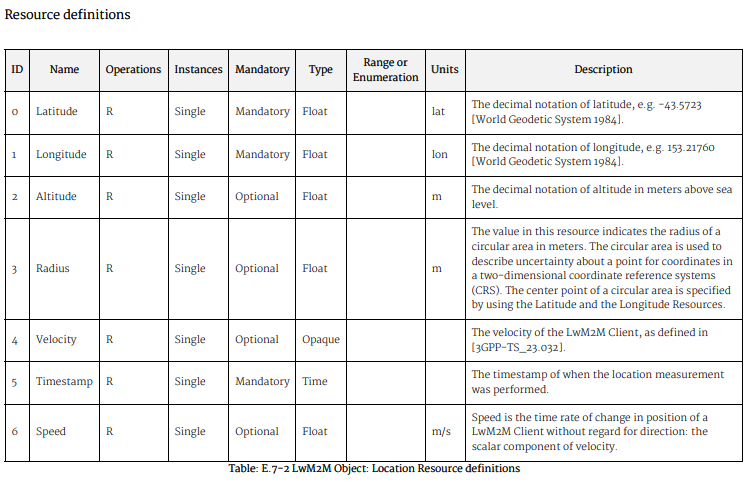 Resource definitions
ID Name Operations Instances Mandatory Type Range or Enumeration Units Description
0 Latitude R Single Mandatory Float lat The decimal notation of latitude, e.g. -43.5723
[World Geodetic System 1984].
1 Longitude R Single Mandatory Float lon The decimal notation of longitude, e.g. 153.21760
[World Geodetic System 1984].
2 Altitude R Single Optional Float m The decimal notation of altitude in meters above sea
level.
3 Radius R Single Optional Float m The value in this resource indicates the radius of a
circular area in meters. The circular area is used to
describe uncertainty about a point for coordinates in
a two-dimensional coordinate reference systems
(CRS). The center point of a circular area is specified
by using the Latitude and the Longitude Resources.
4 Velocity R Single Optional Opaque The velocity of the LwM2M Client, as defined in
[3GPP-TS_23.032].
5 Timestamp R Single Mandatory Time The timestamp of when the location measurement
was performed.
6 Speed R Single Optional Float m/s Speed is the time rate of change in position of a
LwM2M Client without regard for direction: the
scalar component of velocity.
Table: E.7-2 LwM2M Object: Location Resource definitions